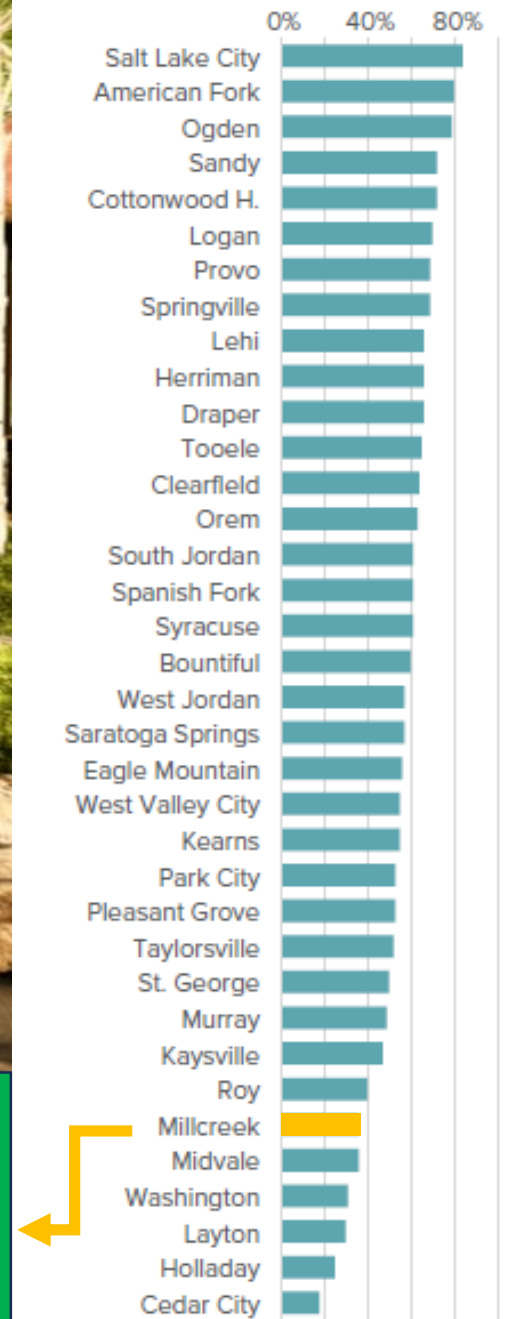 0% 40% 80%
Salt Lake City
American Fork
Ogden
Sandy
Cottonwood H.
Logan
Provo
Springville
Lehi
Herriman
Draper
Tooele
Clearfield
Orem
South Jordan
Spanish Fork
Syracuse
Bountiful
West Jordan
Saratoga Springs
Eagle Mountain
West Valley City
Kearns
Park City
Pleasant Grove
Taylorsville
St. George
Murray
Kaysville
Roy
Millcreek
Midvale
Washington
Layton
Holladay
Cedar City